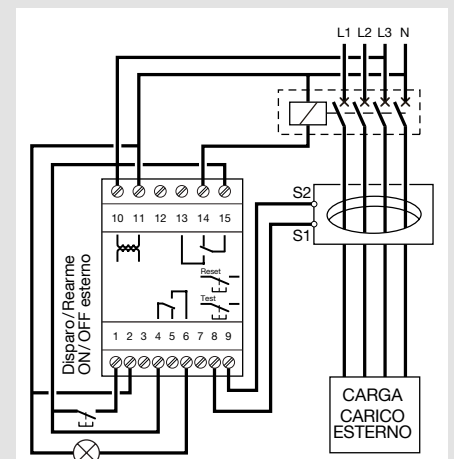 L1 L2 L3 N
S2
S1
10 11 12 13 14 15
Reset
Test
1 2 3 4 5 6 7 8 9
Disparo/Rearme
ON/OFF esterno
CARGA
CARICO
ESTERNO